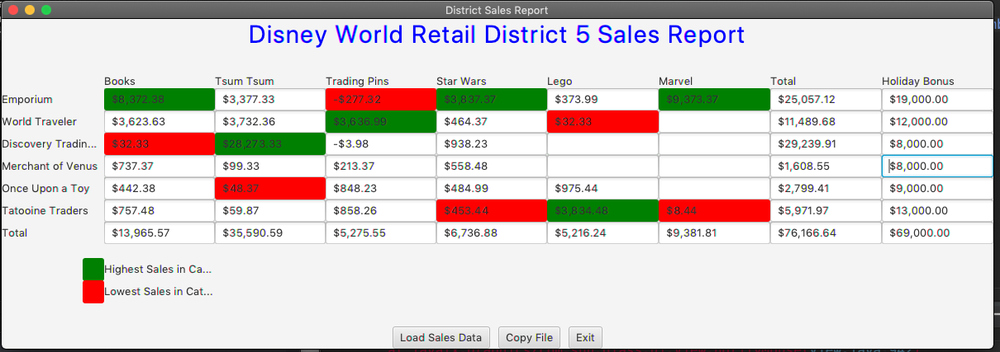 District Sales Report
Disney World Retail District 5 Sales Report
Books Tsum Tsum Trading Pins Star Wars Lego Marvel Total Holiday Bonus
Emporium $8,372.38 $3,377.33 -$277.32 $3,837.37 $373.99 $9,373.37 $25,057.12 $19,000.00
World Traveler $3,623.63 $3,732.36 $3,636.99 $464.37 $32.33 $11,489.68 $12,000.00
Discovery Tradin... $32.33 $28,273.33 -$3.98 $938.23 $29,239.91 $8,000.00
Merchant of Venus $737.37 $99.33 $213.37 $558.48 $1,608.55 $8,000.00
Once Upon a Toy $442.38 $48.37 $848.23 $484.99 $975.44 $2,799.41 $9,000.00
Tatooine Traders $757.48 $59.87 $858.26 $453.44 $3,834.48 $8.44 $5,971.97 $13,000.00
Total $13,965.57 $35,590.59 $5,275.55 $6,736.88 $5,216.24 $9,381.81 $76,166.64 $69,000.00
Highest Sales in Ca...
Lowest Sales in Cat...
Load Sales Data Copy File Exit